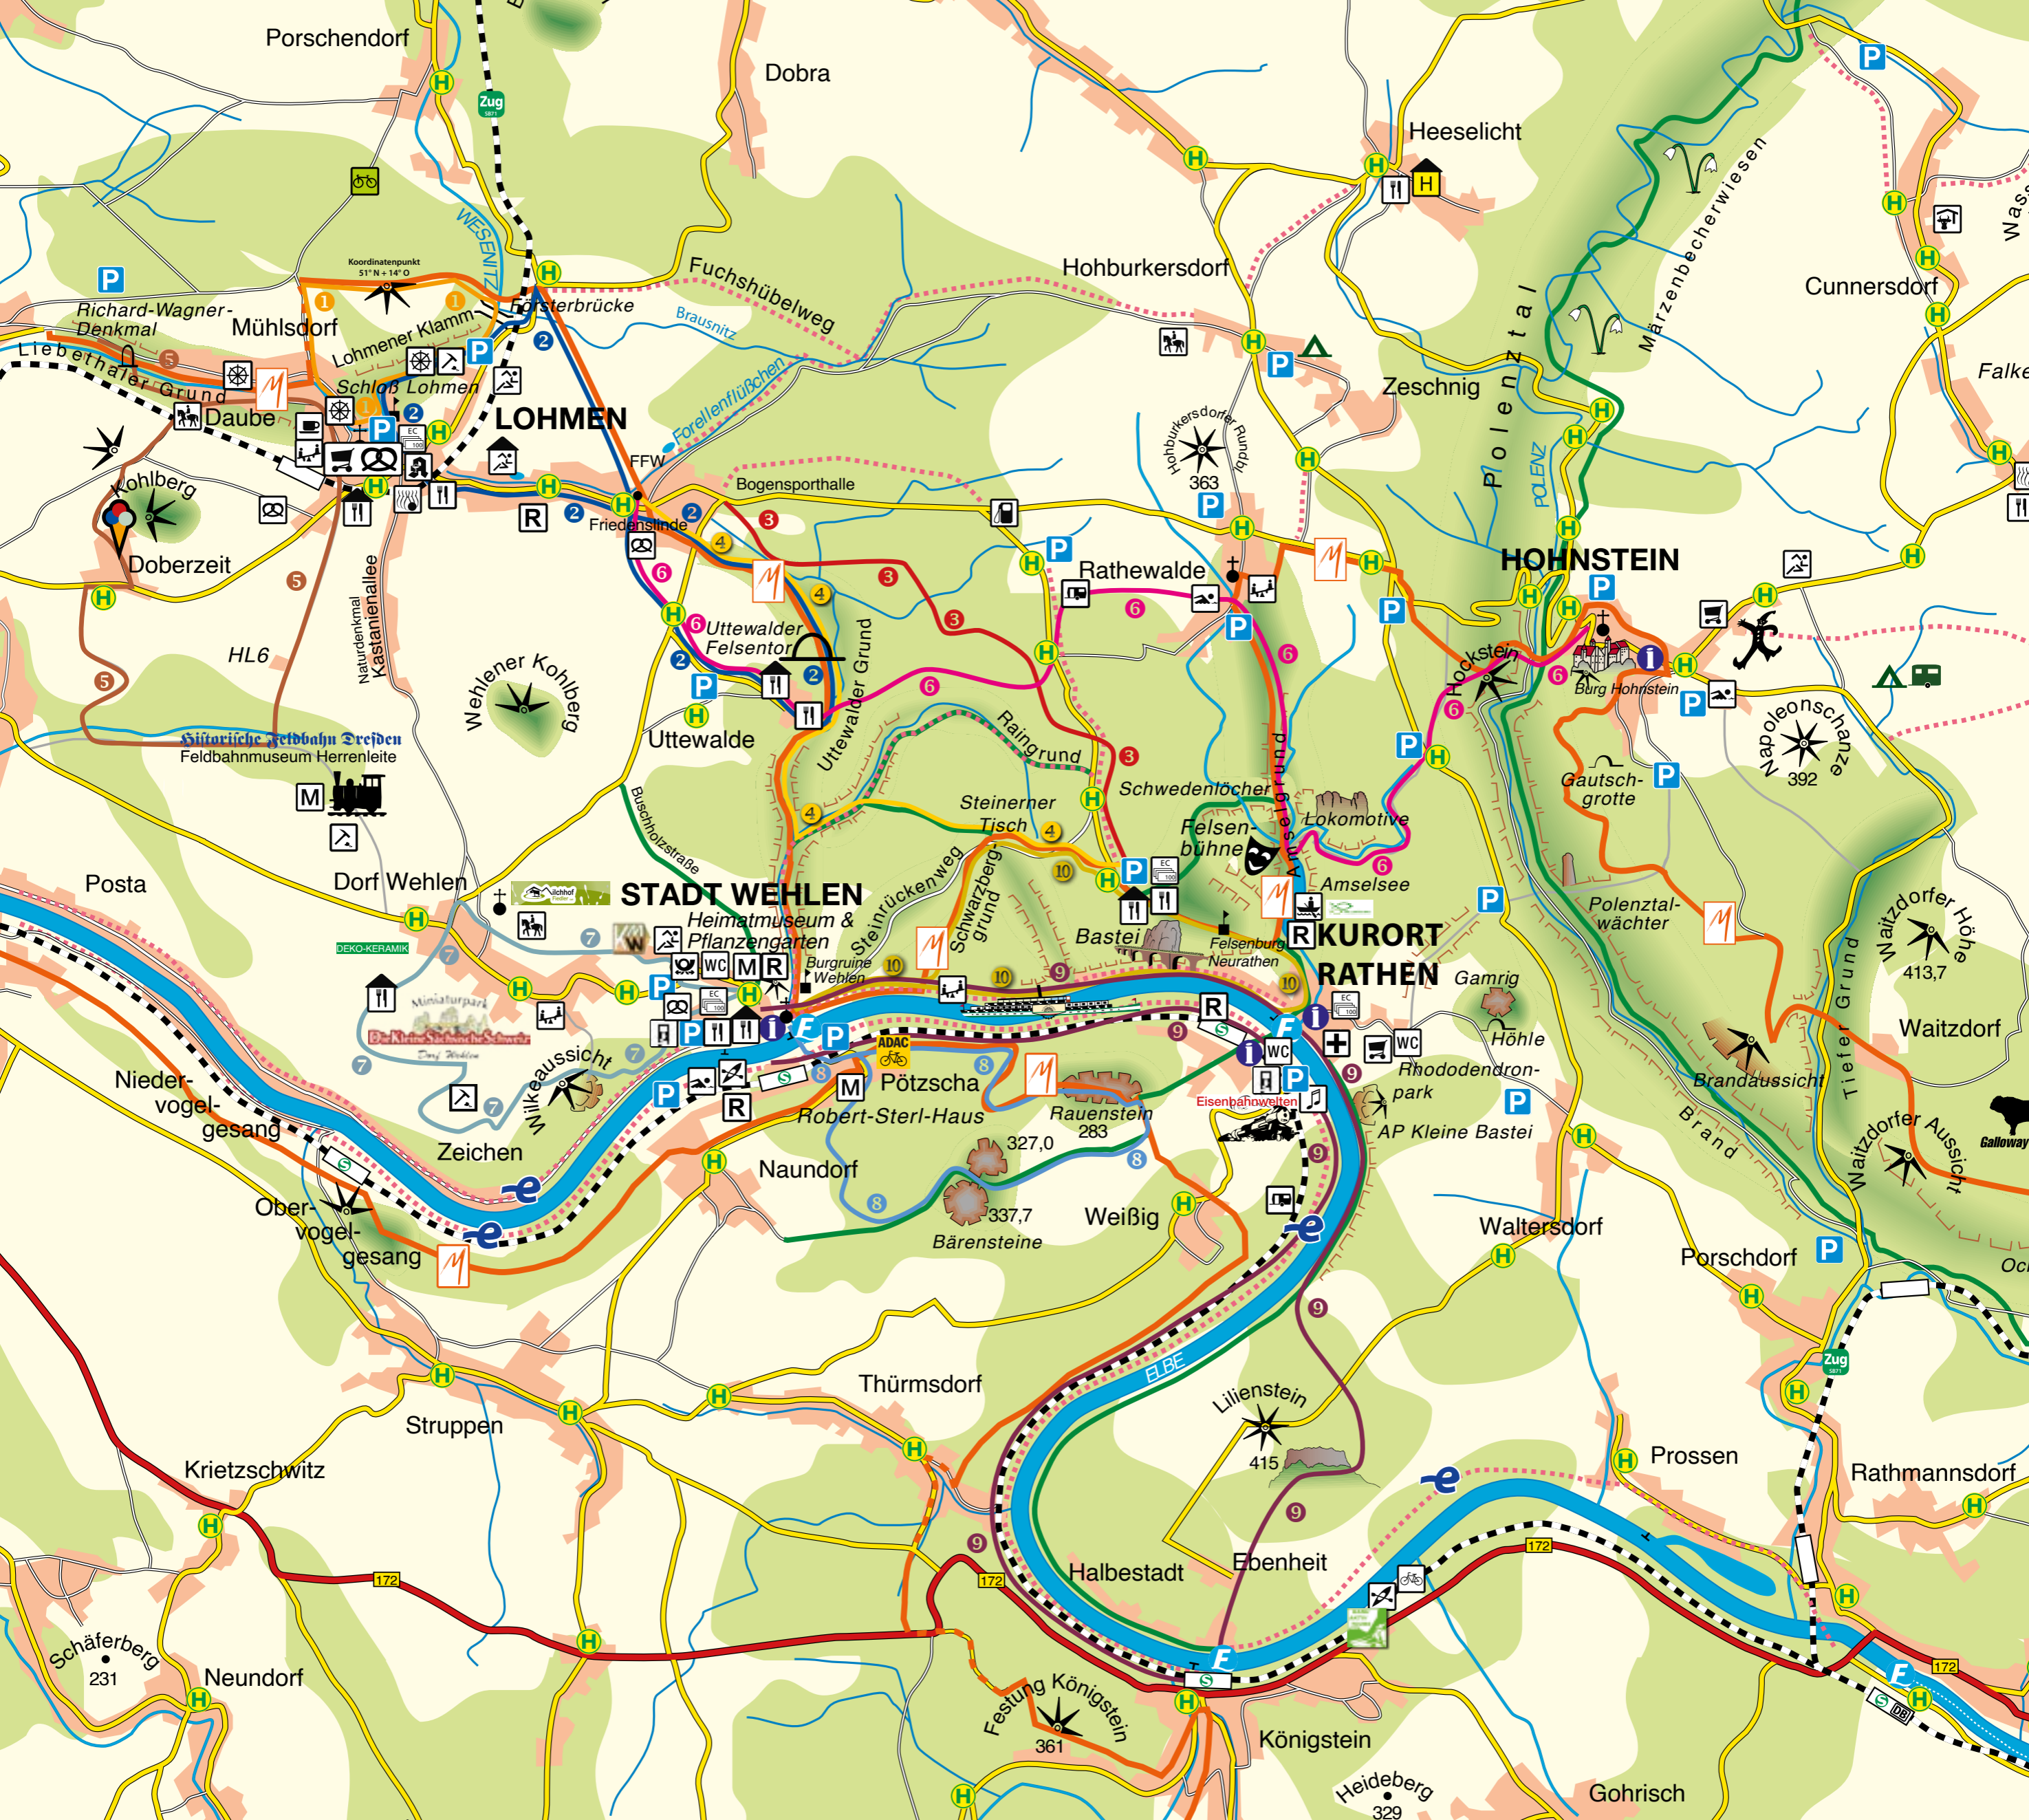 Porschendorf
Dobra
Zug
Heeselicht
Märzenbecherwiesen
WESENITZ
Koordinatenpunkt
51° N + 14° O
Fuchshübelweg
Hohburkersdorf
Cunnersdorf
Richard-Wagner-
Denkmal
Mühlsdorf
Försterbrücke
Brausnitz
Lohmener Klamm
Liebethaler Grund
Schloß Lohmen
Daube
LOHMEN
Forellenflüßchen
Zeschnig
Polenztal
POLENZ
Falke
Hohburkersdorfer Rundbl
363
FFW
Bogensporthalle
Friedenslinde
Kohlberg
Doberzeit
HL6
Naturdenkmal
Kastanienallee
Rathewalde
HOHNSTEIN
Uttewalder
Felsentor
Uttewalder Grund
Wehlener Kohlberg
Uttewalde
Hockstein
Burg Hohnstein
Napoleonschanze
392
Historische Feldbahn Dresden
Feldbahnmuseum Herrenleite
Raingrund
Schwedenlöcher
Amselgrund
Lokomotive
Gautsch-
grotte
Buschholzstraße
Steinerner
Tisch
Felsen-
bühne
Amselsee
Posta
Dorf Wehlen
STADT WEHLEN
Heimatmuseum &
Pflanzengarten
Steinrückenweg
Schwarzberg-
grund
Bastei
Felsenburg
Neurathen
KURORT
RATHEN
Polenztal-
wächter
Waitzdorfer Höhe
413,7
DEKO-KERAMIK
Burgruine
Wehlen
Miniaturpark
Die Kleine Sächsische Schweiz
Dorf Wehlen
Gamrig
Höhle
Tiefer Grund
Waitzdorf
Nieder-
vogel-
gesang
Wilkeaussicht
ADAC
Pötzscha
Robert-Sterl-Haus
Rauenstein
283
Eisenbahnwelten
Rhododendron-
park
AP Kleine Bastei
Brandaussicht
Brand
Waitzdorfer Aussicht
Galloway
Zeichen
Naundorf
327,0
337,7
Bärensteine
Weißig
Ober-
vogel-
gesang
Waltersdorf
Porschdorf
Zug
ELBE
Thürmsdorf
Struppen
Lilienstein
415
Krietzschwitz
Prossen
Rathmannsdorf
172
172
172
172
Halbestadt
Ebenheit
Schäferberg
231
Neundorf
Festung Königstein
361
Königstein
Heideberg
329
Gohrisch